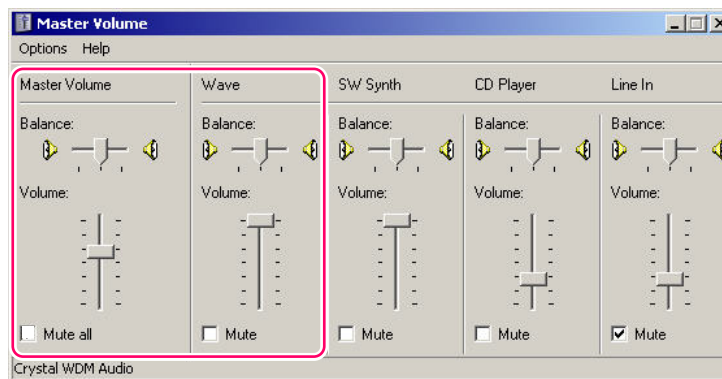 Master Volume
Options Help
Master Volume Wave SW Synth CD Player Line In
Balance: Balance: Balance: Balance: Balance:
Volume: Volume: Volume: Volume: Volume:
Mute all Mute Mute Mute Mute
Crystal WDM Audio